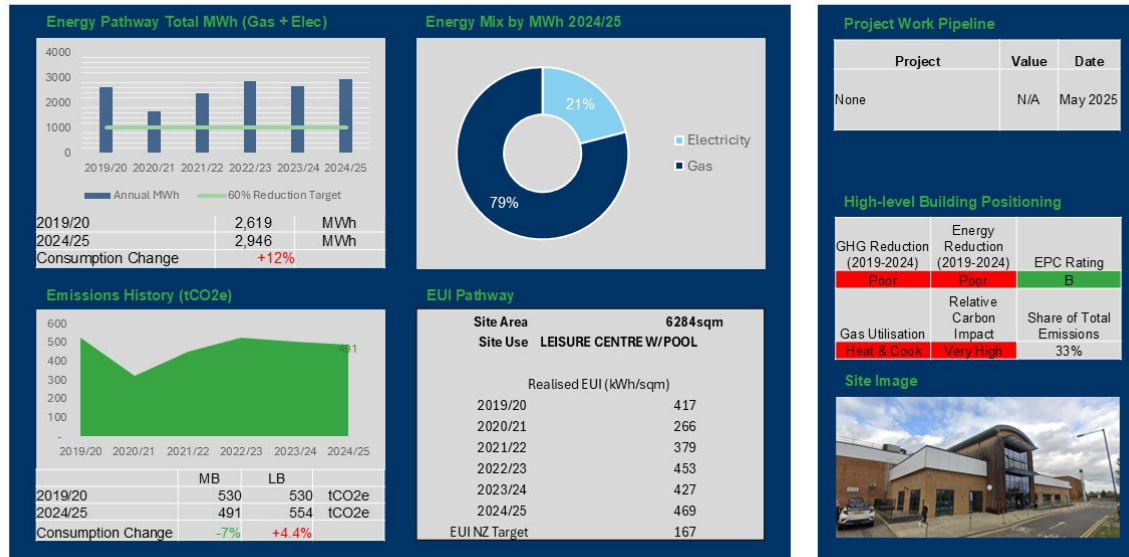 Energy Pathway Total MWh (Gas + Elec)
4000
3000
2000
1000
0
2019/20 2020/21 2021/22 2022/23 2023/24 2024/25
Annual MWh 60% Reduction Target
2019/20 2,619 MWh
2024/25 2,946 MWh
Consumption Change +12%
Energy Mix by MWh 2024/25
21%
79%
Electricity
Gas
Emissions History (tCO2e)
600
500
400
300
200
100
-
491
2019/20 2020/21 2021/22 2022/23 2023/24 2024/25
MB LB
2019/20 530 530 tCO2e
2024/25 491 554 tCO2e
Consumption Change -7% +4.4%
EUI Pathway
Site Area 6284sqm
Site Use LEISURE CENTRE W/POOL
Realised EUI (kWh/sqm)
2019/20 417
2020/21 266
2021/22 379
2022/23 453
2023/24 427
2024/25 469
EUI NZ Target 167
Project Work Pipeline
Project Value Date
None N/A May 2025
High-level Building Positioning
GHG Reduction
(2019-2024)
Energy
Reduction
(2019-2024)
EPC Rating
Poor Poor B
Gas Utilisation
Relative
Carbon
Impact
Share of Total
Emissions
Heat & Cook Very High 33%
Site Image